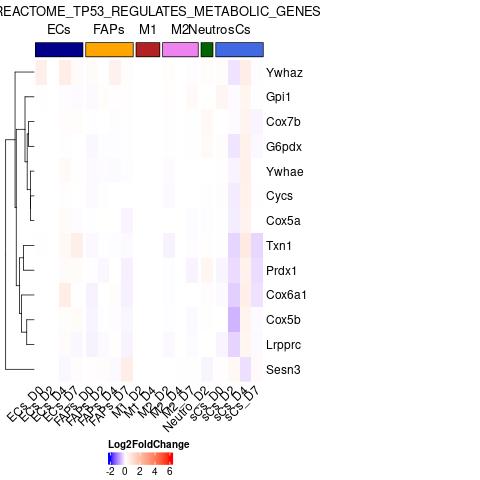 REACTOME_TP53_REGULATES_METABOLIC_GENES
ECs FAPs M1 M2 Neutro sCs
Ywhaz
Gpi1
Cox7b
G6pdx
Ywhae
Cycs
Cox5a
Txn1
Prdx1
Cox6a1
Cox5b
Lrpprc
Sesn3
ECs_D0
ECs_D2
ECs_D4
ECs_D7
FAPs_D0
FAPs_D2
FAPs_D4
FAPs_D7
M1_D2
M1_D4
M2_D2
M2_D4
M2_D7
Neutro_D2
sCs_D0
sCs_D2
sCs_D4
sCs_D7
Log2FoldChange
-2 0 2 4 6